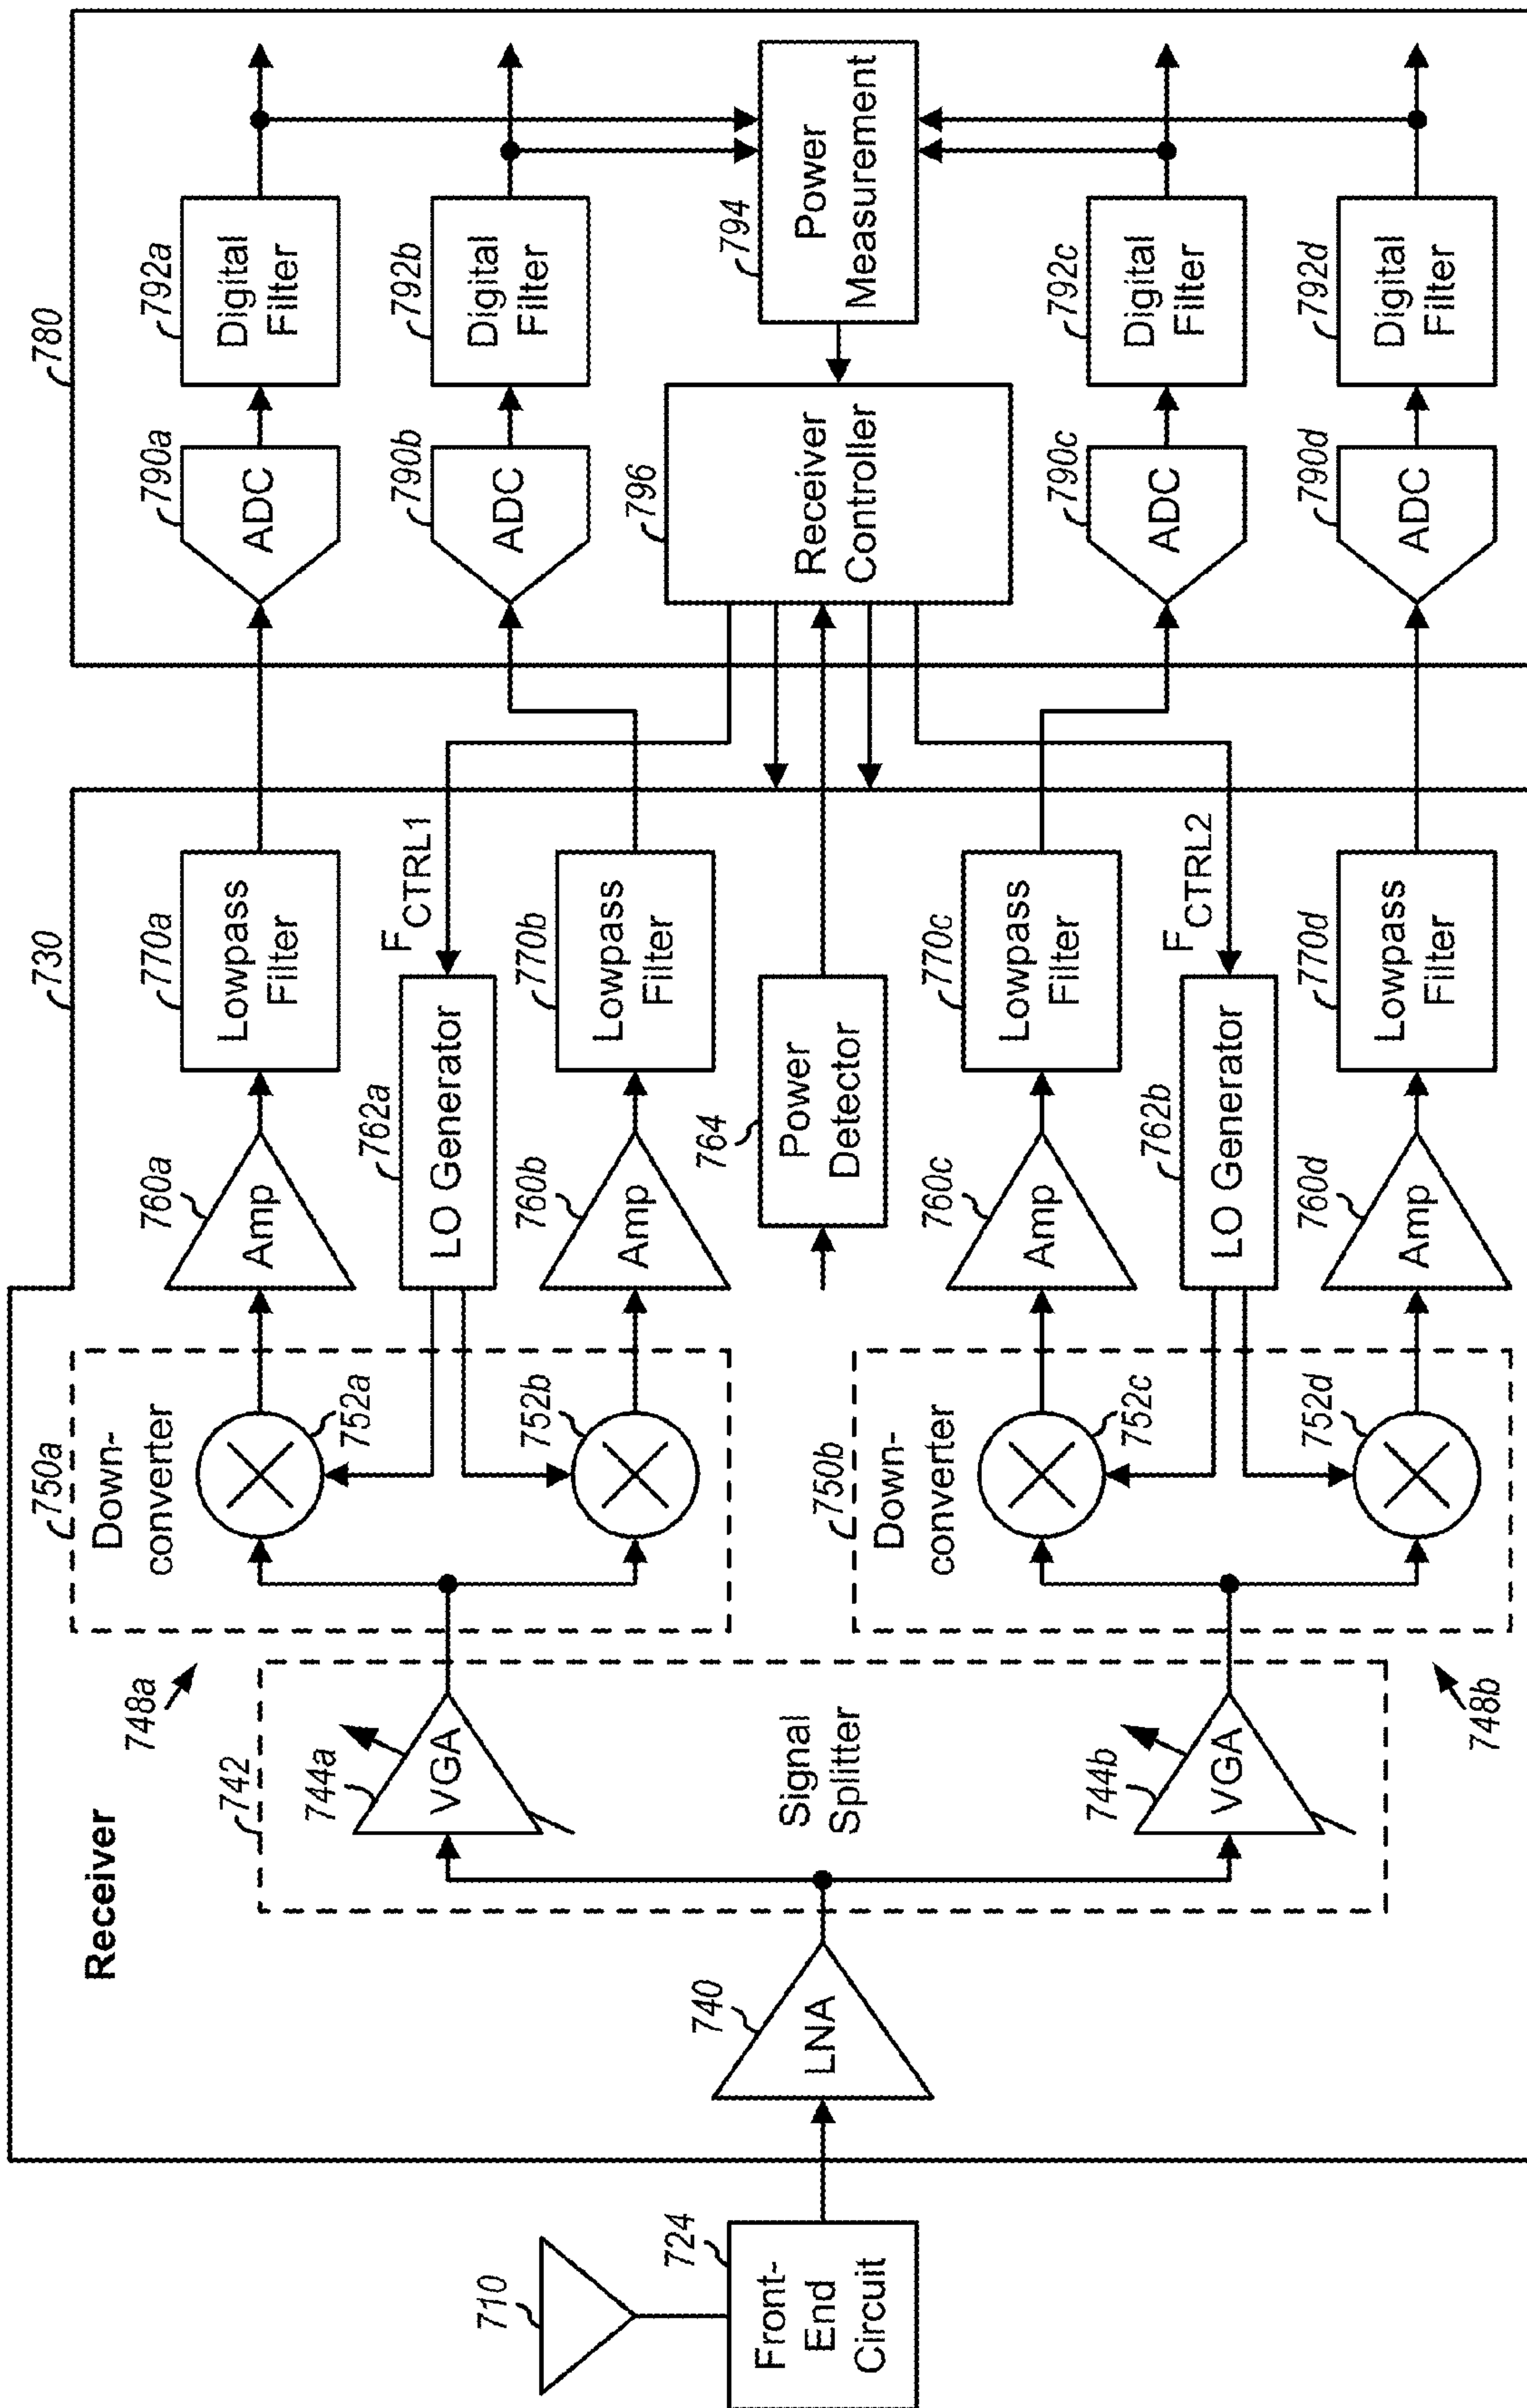 Receiver
710
724
Front-
End
Circuit
730
740
LNA
742
Signal
Splitter
744a
VGA
744b
VGA
748a
748b
750a
Down-
converter
752a
752b
750b
Down-
converter
752c
752d
760a
Amp
762a
LO Generator
760b
Amp
764
Power
Detector
760c
Amp
762b
LO Generator
760d
Amp
770a
Lowpass
Filter
FCTRL1
770b
Lowpass
Filter
770c
Lowpass
Filter
FCTRL2
770d
Lowpass
Filter
780
790a
ADC
792a
Digital
Filter
790b
ADC
792b
Digital
Filter
796
Receiver
Controller
794
Power
Measurement
790c
ADC
792c
Digital
Filter
790d
ADC
792d
Digital
Filter